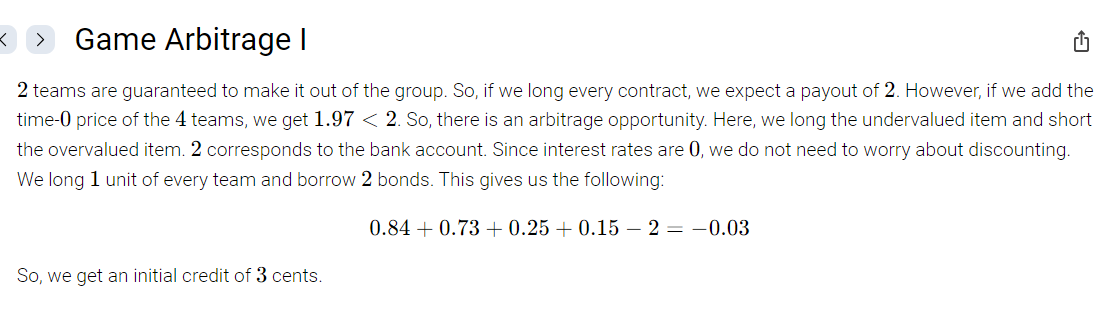 Game Arbitrage I
2 teams are guaranteed to make it out of the group. So, if we long every contract, we expect a payout of 2. However, if we add the
time-0 price of the 4 teams, we get 1.97 < 2. So, there is an arbitrage opportunity. Here, we long the undervalued item and short
the overvalued item. 2 corresponds to the bank account. Since interest rates are 0, we do not need to worry about discounting.
We long 1 unit of every team and borrow 2 bonds. This gives us the following:
0.84 + 0.73 + 0.25 + 0.15 − 2 = −0.03
So, we get an initial credit of 3 cents.